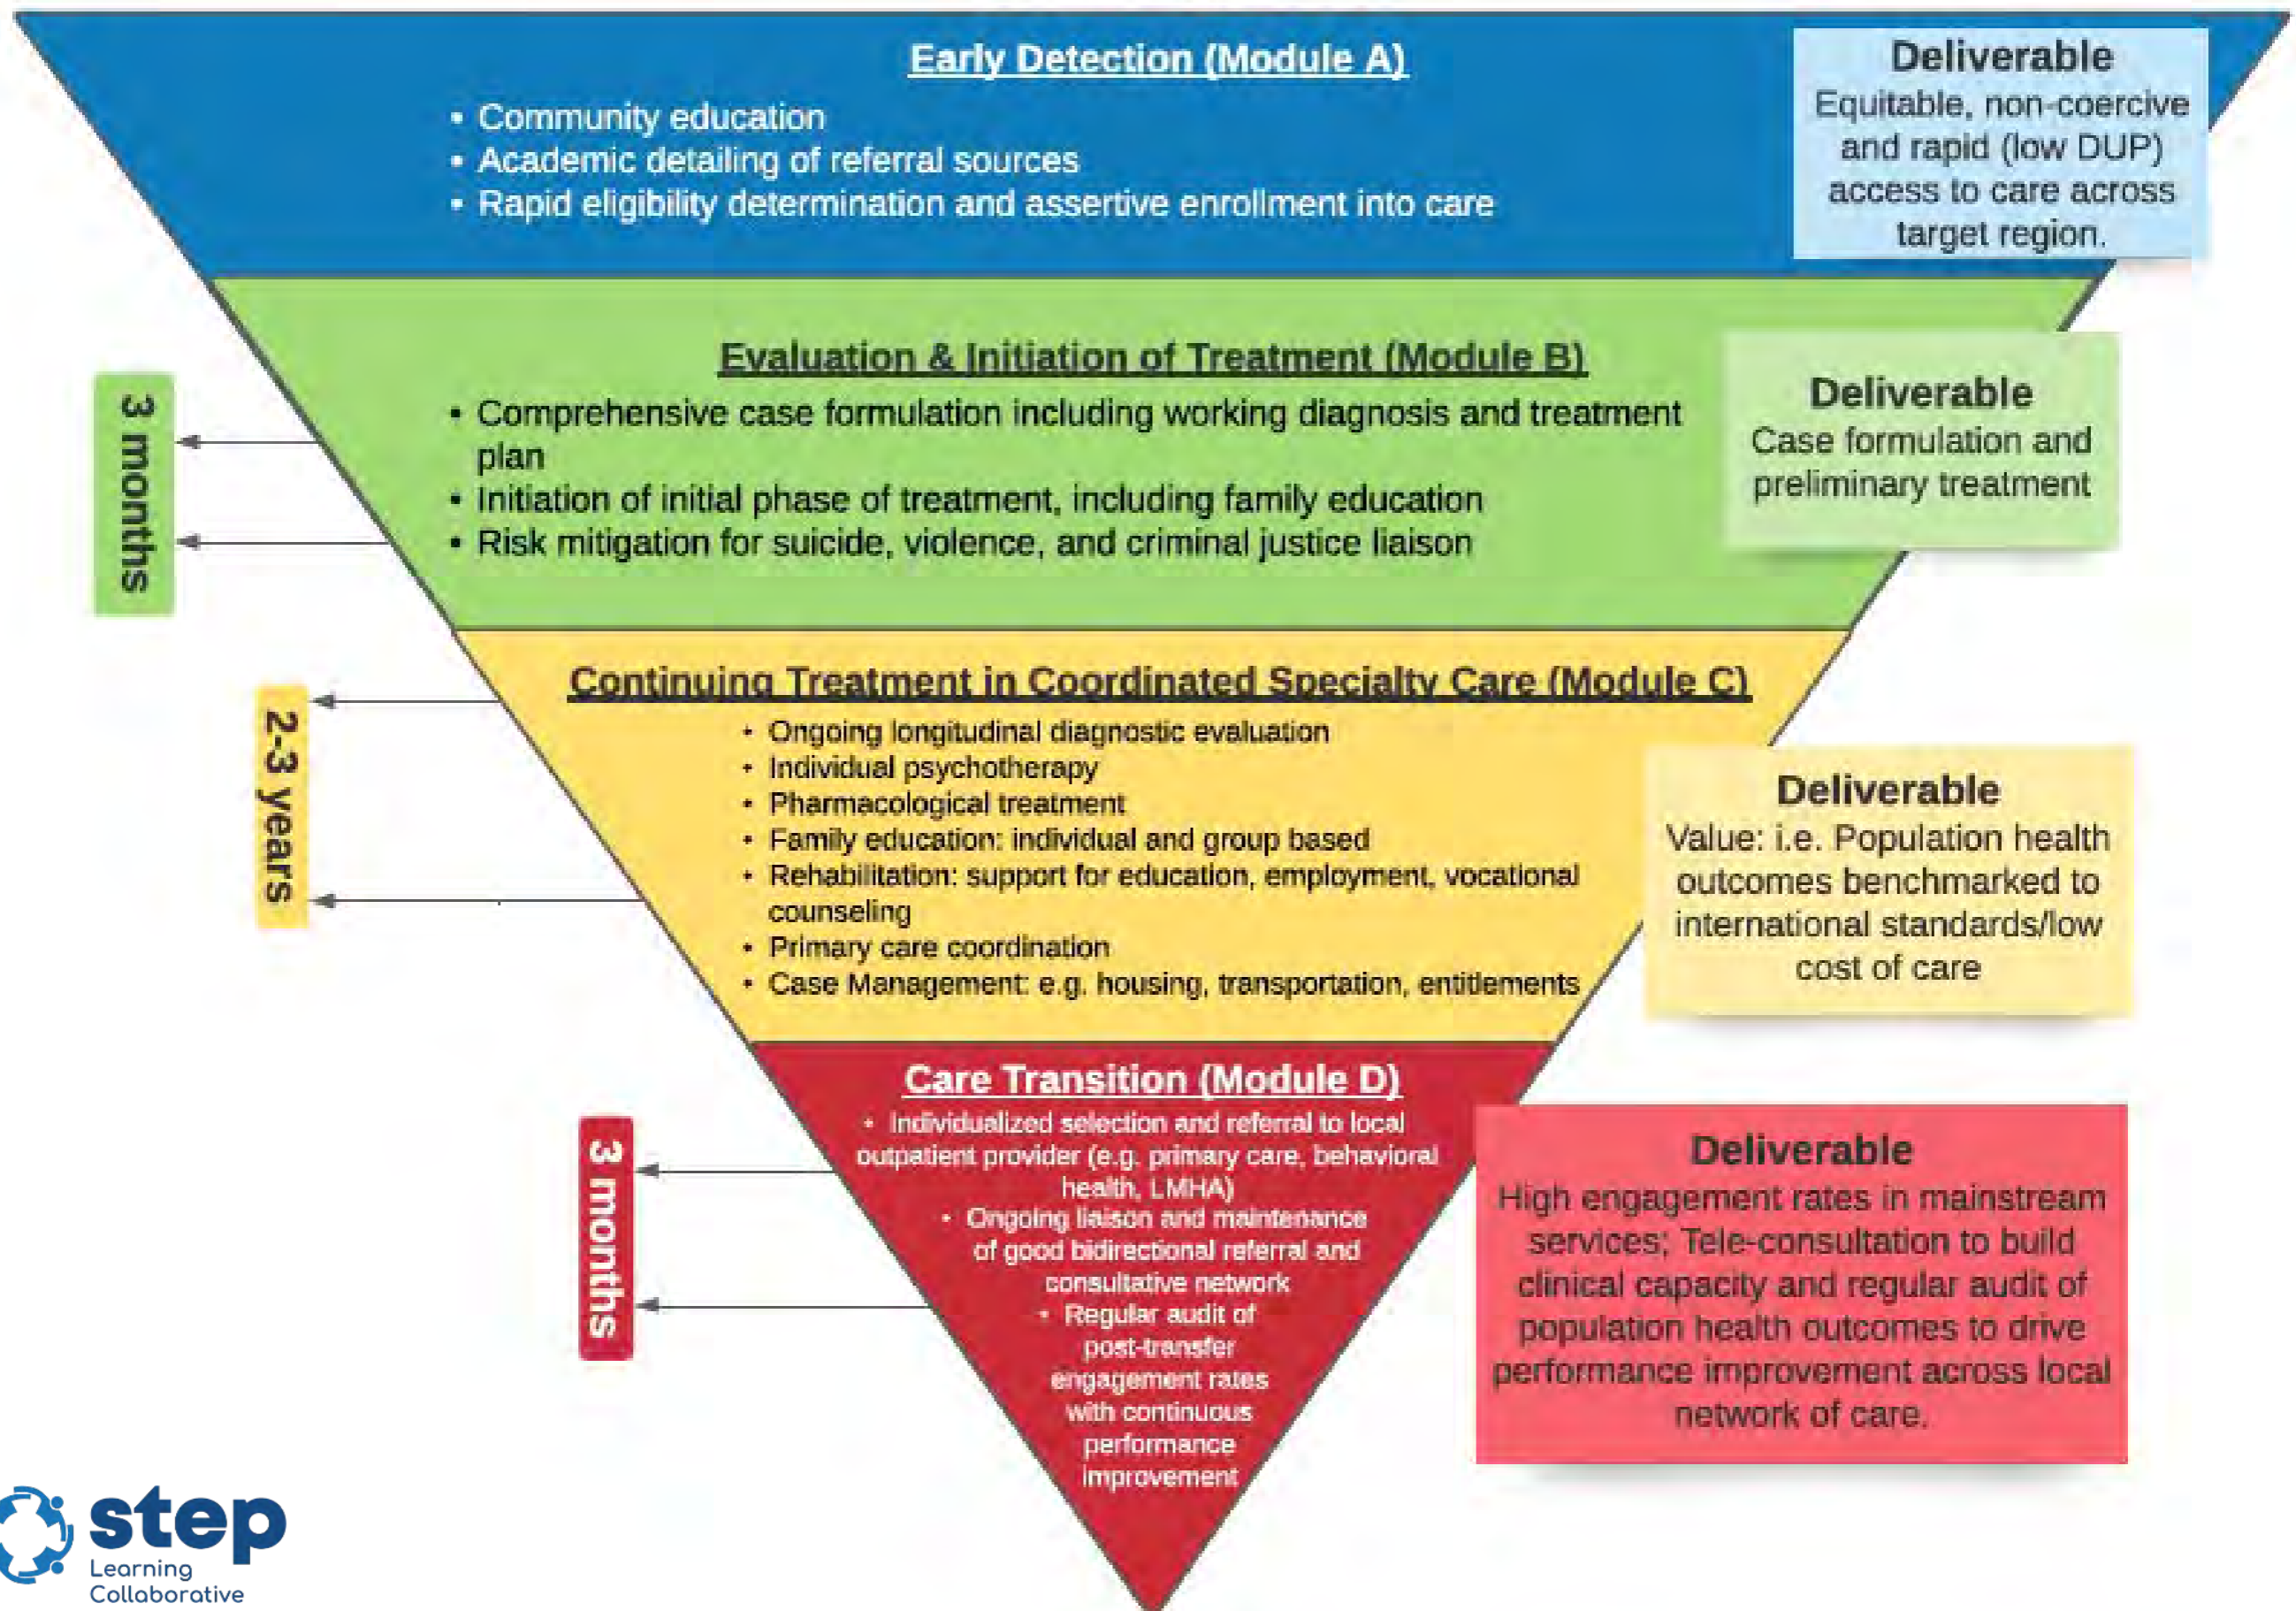 Early Detection (Module A)
• Community education
• Academic detailing of referral sources
• Rapid eligibility determination and assertive enrollment into care
Deliverable
Equitable, non-coercive
and rapid (low DUP)
access to care across
target region.
Evaluation & Initiation of Treatment (Module B)
• Comprehensive case formulation including working diagnosis and treatment
plan
• Initiation of initial phase of treatment, including family education
• Risk mitigation for suicide, violence, and criminal justice liaison
Deliverable
Case formulation and
preliminary treatment
3 months
Continuing Treatment in Coordinated Specialty Care (Module C)
• Ongoing longitudinal diagnostic evaluation
• Individual psychotherapy
• Pharmacological treatment
• Family education: individual and group based
• Rehabilitation: support for education, employment, vocational
counseling
• Primary care coordination
• Case Management: e.g. housing, transportation, entitlements
2-3 years
Deliverable
Value: i.e. Population health
outcomes benchmarked to
international standards/low
cost of care
Care Transition (Module D)
• Individualized selection and referral to local
outpatient provider (e.g. primary care, behavioral
health, LMHA)
• Ongoing liaison and maintenance
of good bidirectional referral and
consultative network
• Regular audit of
post-transfer
engagement rates
with continuous
performance
improvement
3 months
Deliverable
High engagement rates in mainstream
services; Tele-consultation to build
clinical capacity and regular audit of
population health outcomes to drive
performance improvement across local
network of care.
step
Learning
Collaborative